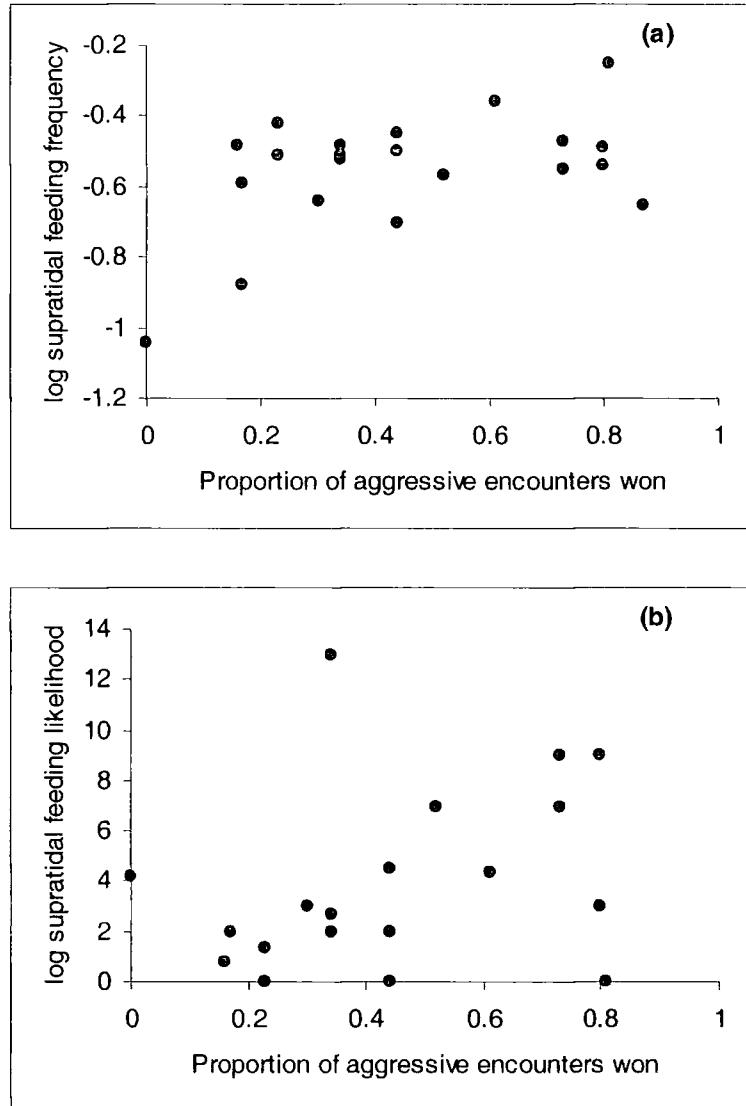 (a)
log supratidal feeding frequency
-0.2
-0.4
-0.6
-0.8
-1
-1.2
0 0.2 0.4 0.6 0.8 1
Proportion of aggressive encounters won
(b)
log supratidal feeding likelihood
14
12
10
8
6
4
2
0
0 0.2 0.4 0.6 0.8 1
Proportion of aggressive encounters won